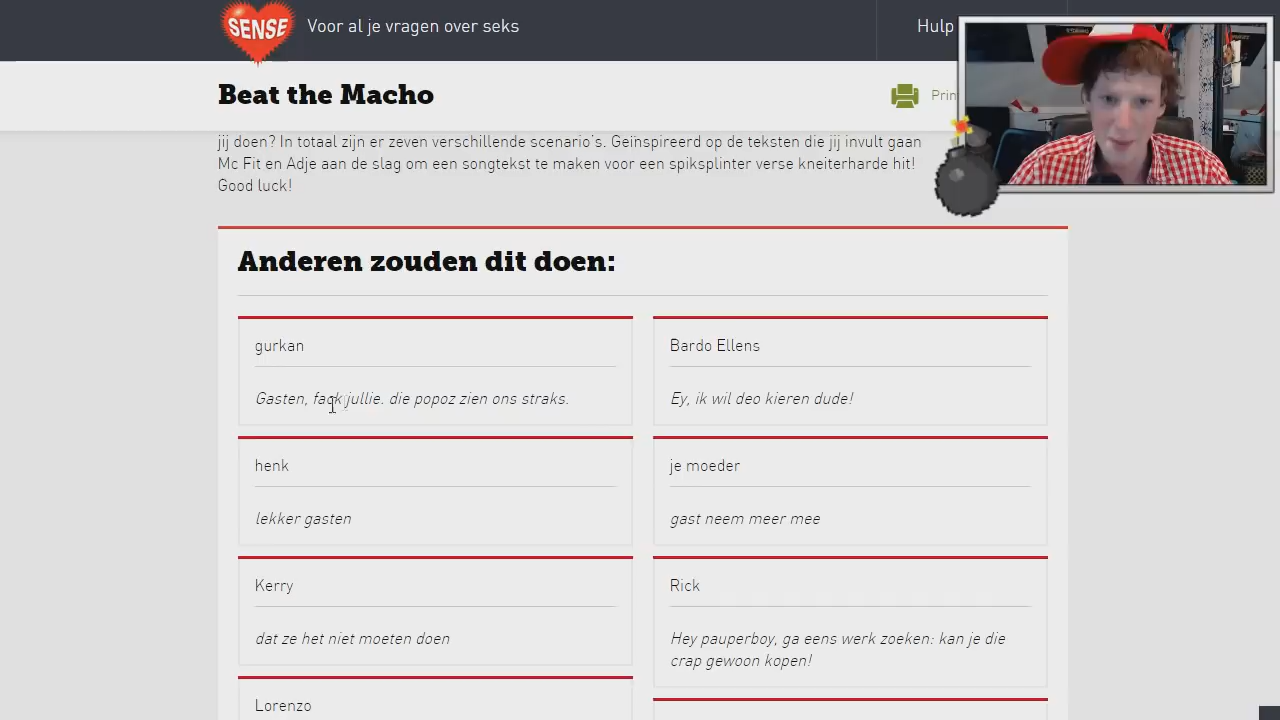 SENSE
Voor al je vragen over seks
Hulp
Beat the Macho
Prin
jij doen? In totaal zijn er zeven verschillende scenario's. Geïnspireerd op de teksten die jij invult gaan
Mc Fit en Adje aan de slag om een songtekst te maken voor een spiksplinter verse kneiterharde hit!
Good luck!
Anderen zouden dit doen:
gurkan
Gasten, fack jullie. die popoz zien ons straks.
Bardo Ellens
Ey, ik wil deo kieren dude!
henk
lekker gasten
je moeder
gast neem meer mee
Kerry
dat ze het niet moeten doen
Rick
Hey pauperboy, ga eens werk zoeken: kan je die
crap gewoon kopen!
Lorenzo